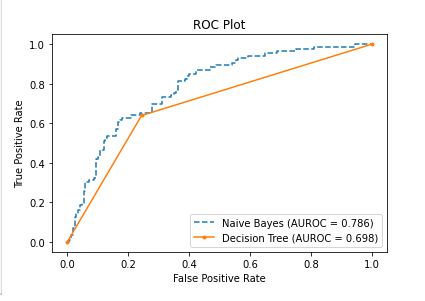 ROC Plot
True Positive Rate
1.0
0.8
0.6
0.4
0.2
0.0
Naive Bayes (AUROC = 0.786)
Decision Tree (AUROC = 0.698)
0.0 0.2 0.4 0.6 0.8 1.0
False Positive Rate